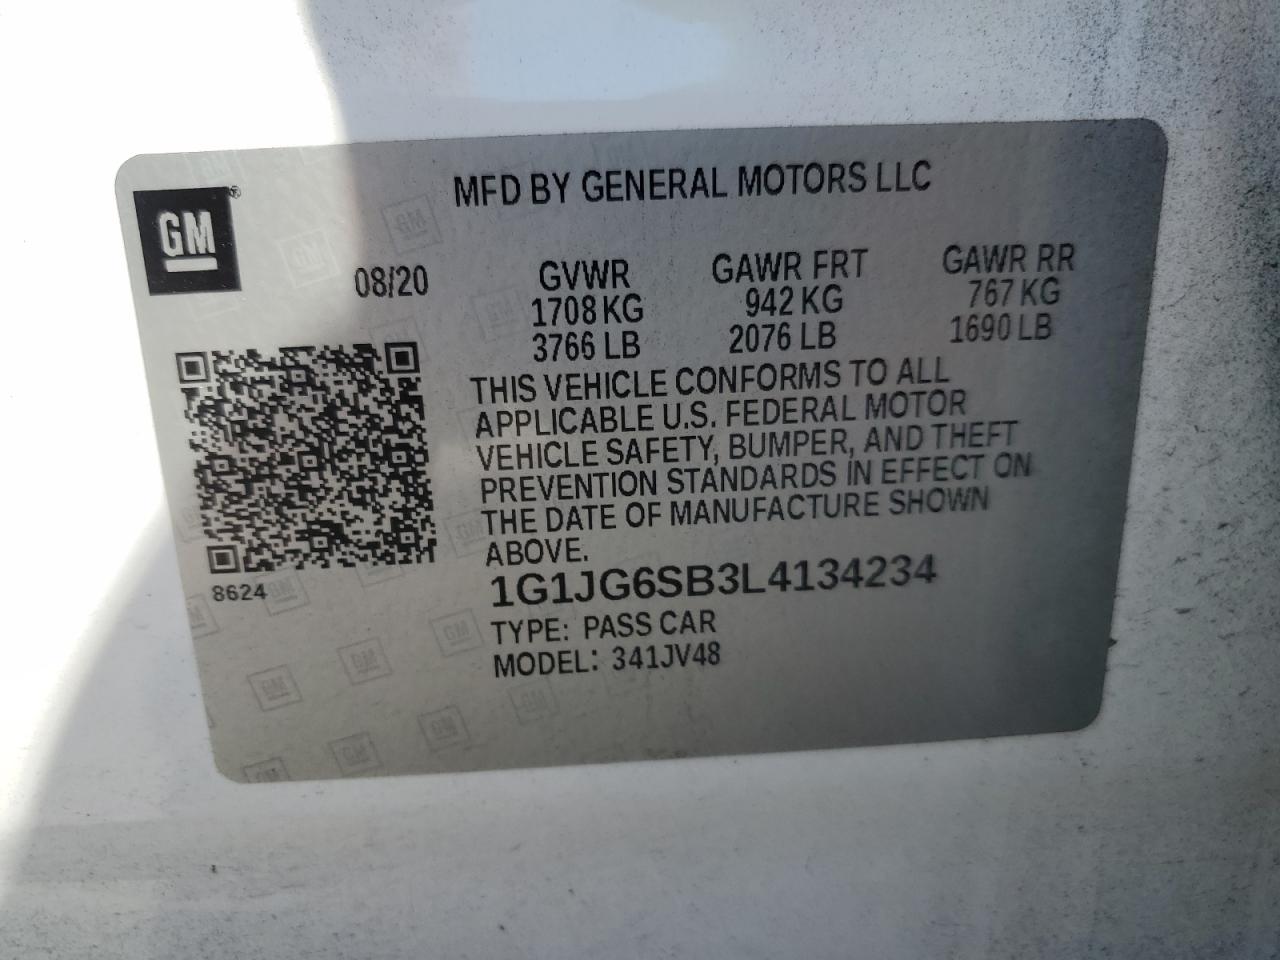 GM ®
MFD BY GENERAL MOTORS LLC
08/20
GVWR GAWR FRT GAWR RR
1708 KG 942 KG 767 KG
3766 LB 2076 LB 1690 LB
THIS VEHICLE CONFORMS TO ALL
APPLICABLE U.S. FEDERAL MOTOR
VEHICLE SAFETY, BUMPER, AND THEFT
PREVENTION STANDARDS IN EFFECT ON
THE DATE OF MANUFACTURE SHOWN
ABOVE.
8624
1G1JG6SB3L4134234
TYPE: PASS CAR
MODEL: 341JV48